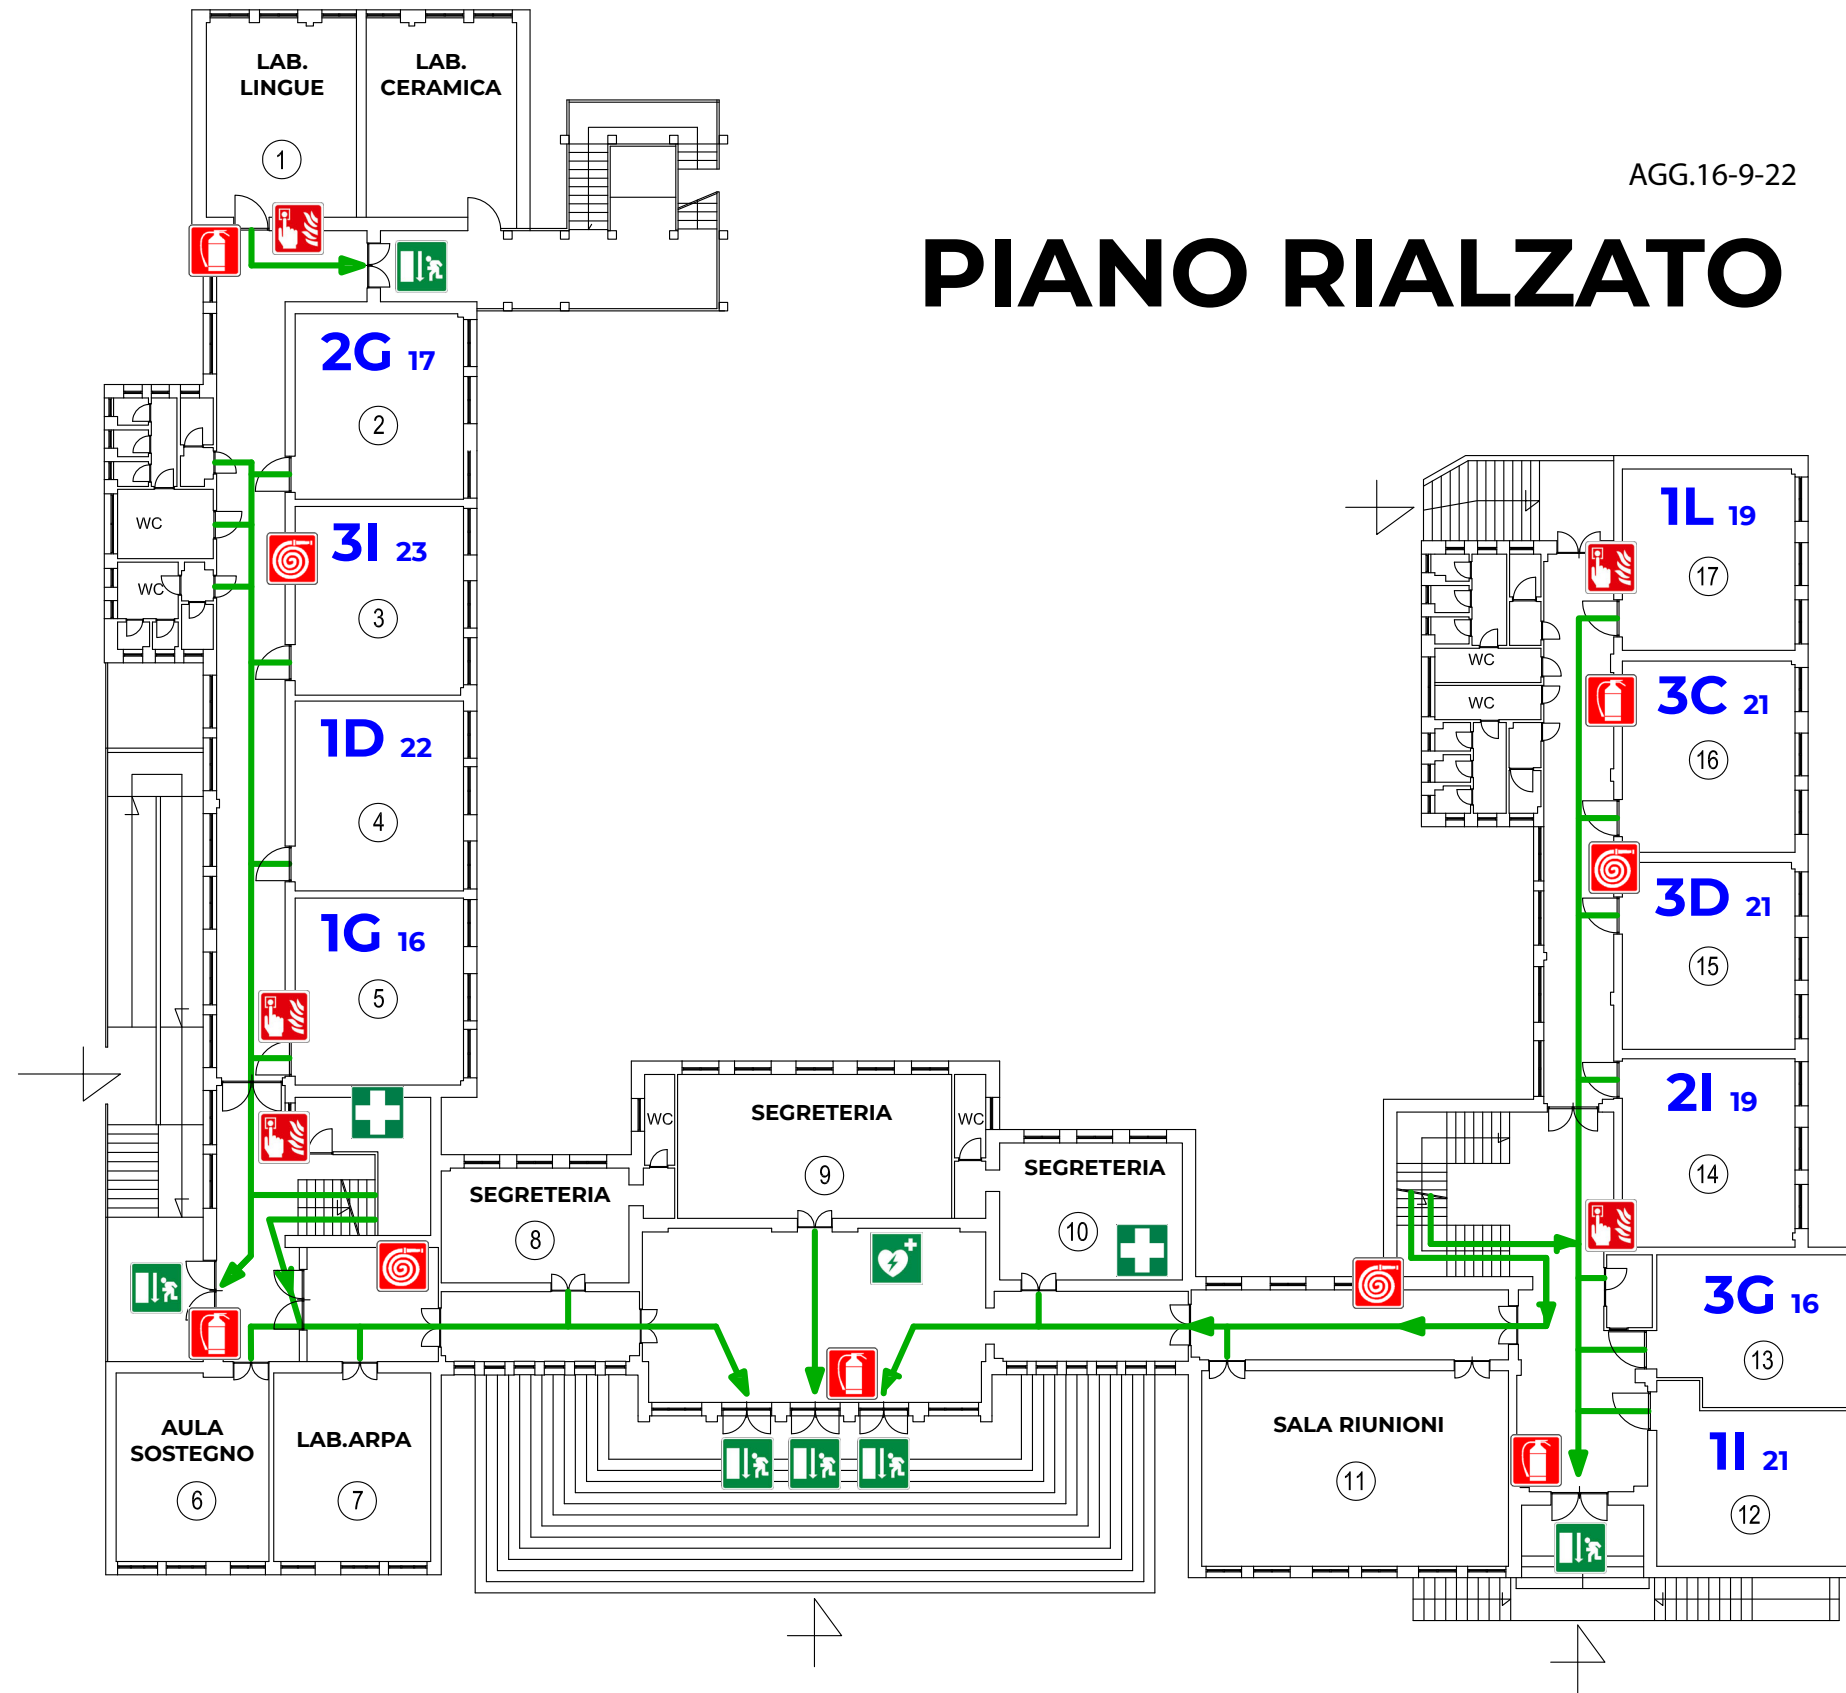 LAB.
LINGUE
LAB.
CERAMICA
1
AGG.16-9-22
PIANO RIALZATO
2G 17
2
WC
3I 23
3
WC
1D 22
4
1G 16
5
1L 19
17
WC
3C 21
16
WC
3D 21
15
2I 19
14
SEGRETERIA
8
WC
SEGRETERIA
9
WC
SEGRETERIA
10
3G 16
13
AULA
SOSTEGNO
6
LAB.ARPA
7
SALA RIUNIONI
11
1I 21
12